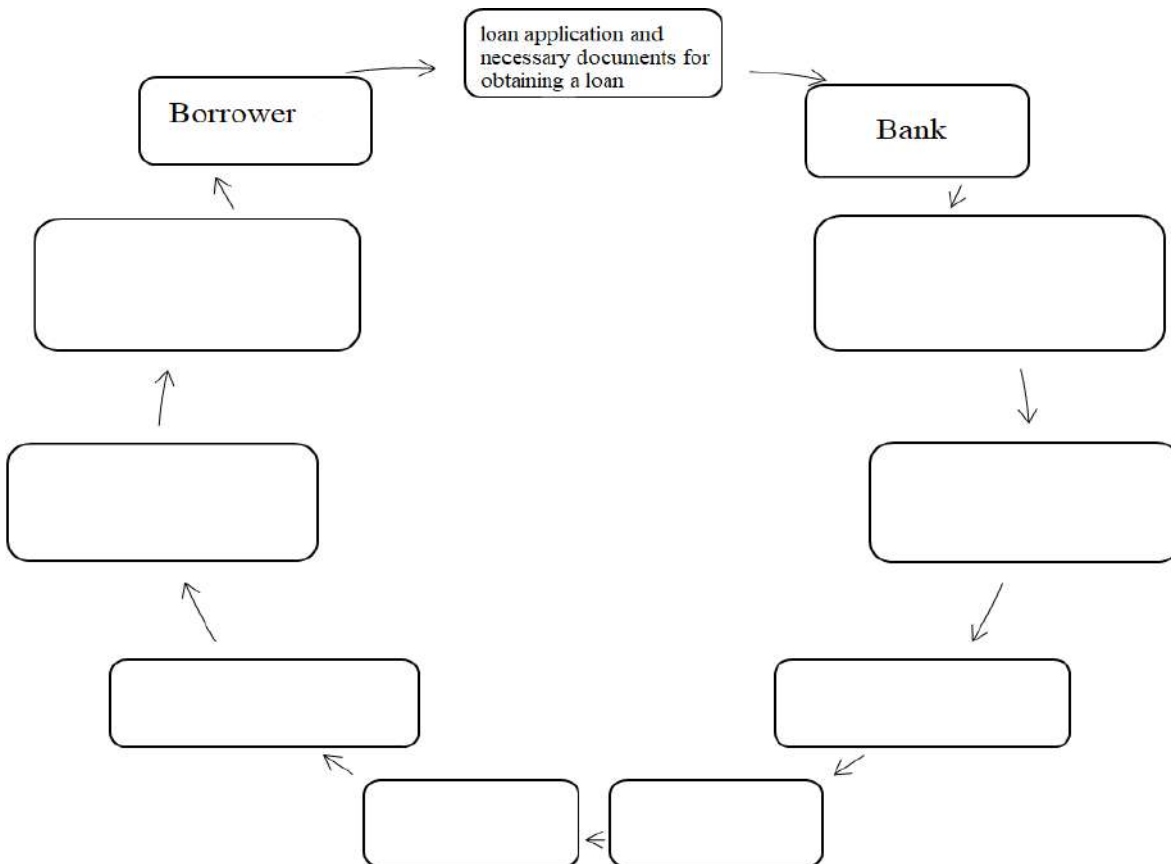 loan application and
necessary documents for
obtaining a loan
Borrower
Bank